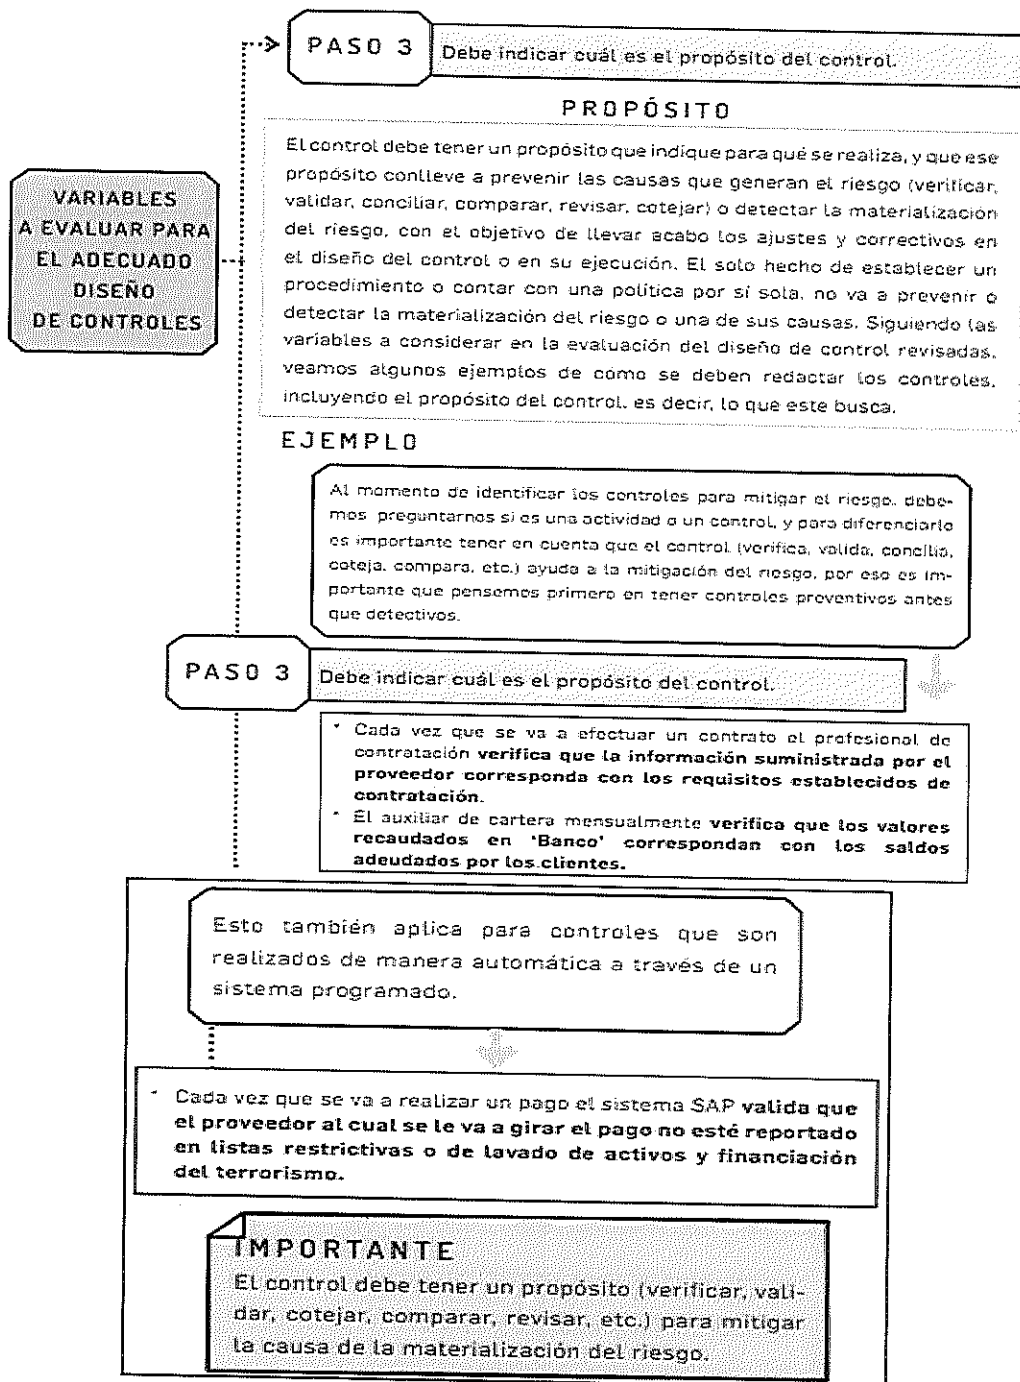 PASO 3
Debe indicar cuál es el propósito del control.
PROPÓSITO
VARIABLES
A EVALUAR PARA
EL ADECUADO
DISEÑO
DE CONTROLES
El control debe tener un propósito que indique para qué se realiza, y que ese
propósito conlleve a prevenir las causas que generan el riesgo (verificar,
validar, conciliar, comparar, revisar, cotejar) o detectar la materialización
del riesgo, con el objetivo de llevar acabo los ajustes y correctivos en
el diseño del control o en su ejecución. El solo hecho de establecer un
procedimiento o contar con una política por sí sola, no va a prevenir o
detectar la materialización del riesgo o una de sus causas. Siguiendo las
variables a considerar en la evaluación del diseño de control revisadas,
veamos algunos ejemplos de cómo se deben redactar los controles,
incluyendo el propósito del control, es decir, lo que este busca.
EJEMPLO
Al momento de identificar los controles para mitigar el riesgo, debe-
mos preguntarnos si es una actividad o un control, y para diferenciarlo
es importante tener en cuenta que el control (verifica, valida, concilia,
coteja, compara, etc.) ayuda a la mitigación del riesgo, por eso es im-
portante que pensemos primero en tener controles preventivos antes
que detectivos.
PASO 3
Debe indicar cuál es el propósito del control.
* Cada vez que se va a efectuar un contrato el profesional de
contratación verifica que la información suministrada por el
proveedor corresponda con los requisitos establecidos de
contratación.
* El auxiliar de cartera mensualmente verifica que los valores
recaudados en 'Banco' correspondan con los saldos
adeudados por los clientes.
Esto también aplica para controles que son
realizados de manera automática a través de un
sistema programado.
- Cada vez que se va a realizar un pago el sistema SAP valida que
el proveedor al cual se le va a girar el pago no esté reportado
en listas restrictivas o de lavado de activos y financiación
del terrorismo.
IMPORTANTE
El control debe tener un propósito (verificar, vali-
dar, cotejar, comparar, revisar, etc.) para mitigar
la causa de la materialización del riesgo.